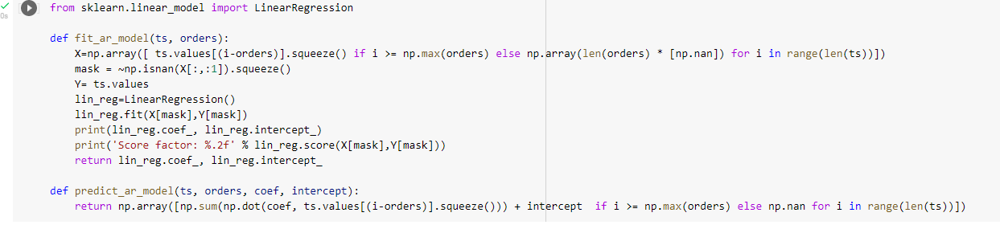 from sklearn.linear_model import LinearRegression
0s
def fit_ar_model(ts, orders):
X=np.array([ ts.values[(i-orders)].squeeze() if i >= np.max(orders) else np.array(len(orders) * [np.nan]) for i in range(len(ts))])
mask = ~np.isnan(X[:,:1]).squeeze()
Y= ts.values
lin_reg=LinearRegression()
lin_reg.fit(X[mask],Y[mask])
print(lin_reg.coef_, lin_reg.intercept_)
print('Score factor: %.2f' % lin_reg.score(X[mask],Y[mask]))
return lin_reg.coef_, lin_reg.intercept_
def predict_ar_model(ts, orders, coef, intercept):
return np.array([np.sum(np.dot(coef, ts.values[(i-orders)].squeeze())) + intercept  if i >= np.max(orders) else np.nan for i in range(len(ts))])